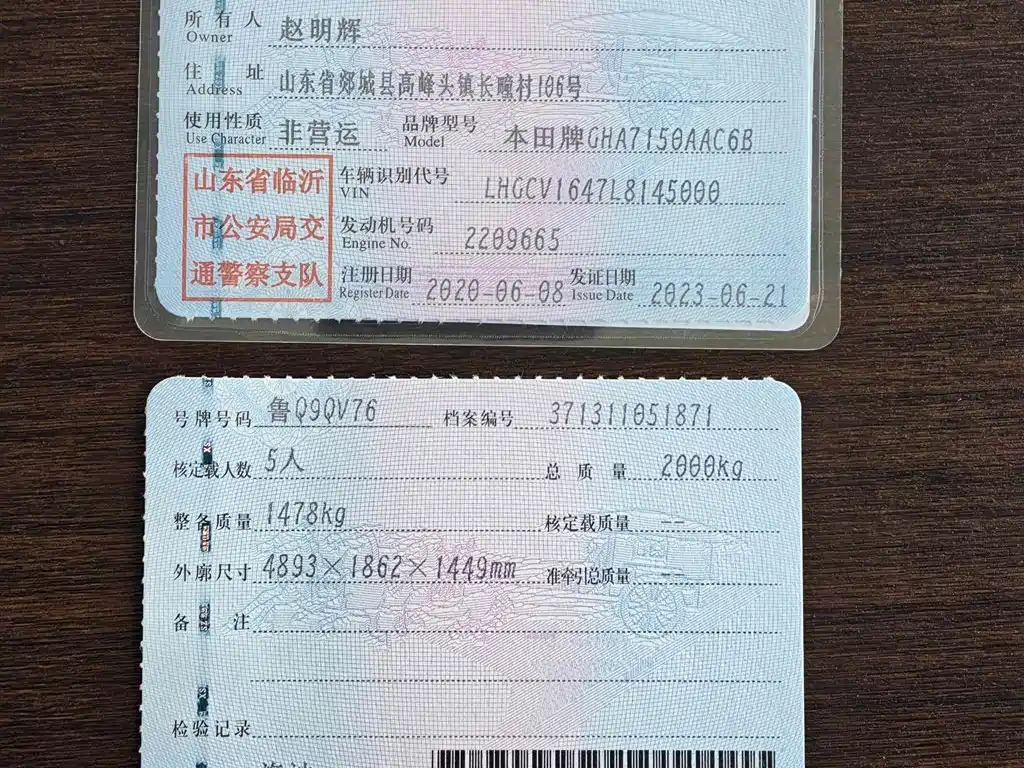 所有人 赵明辉
Owner
住址 山东省郯城县高峰头镇长疃村106号
Address
使用性质 非营运 品牌型号 本田牌GHA7150AAC6B
Use Character Model
山东省临沂
市公安局交
通警察支队
车辆识别代号 LHGCV1647L8145000
VIN
发动机号码 2209665
Engine No.
注册日期 2020-06-08 发证日期 2023-06-21
Register Date Issue Date
号牌号码 鲁Q9QV76 档案编号 371311051871
核定载人数 5人 总质量 2000kg
整备质量 1478kg 核定载质量 --
外廓尺寸 4893×1862×1449mm 准牵引总质量 --
备注
检验记录